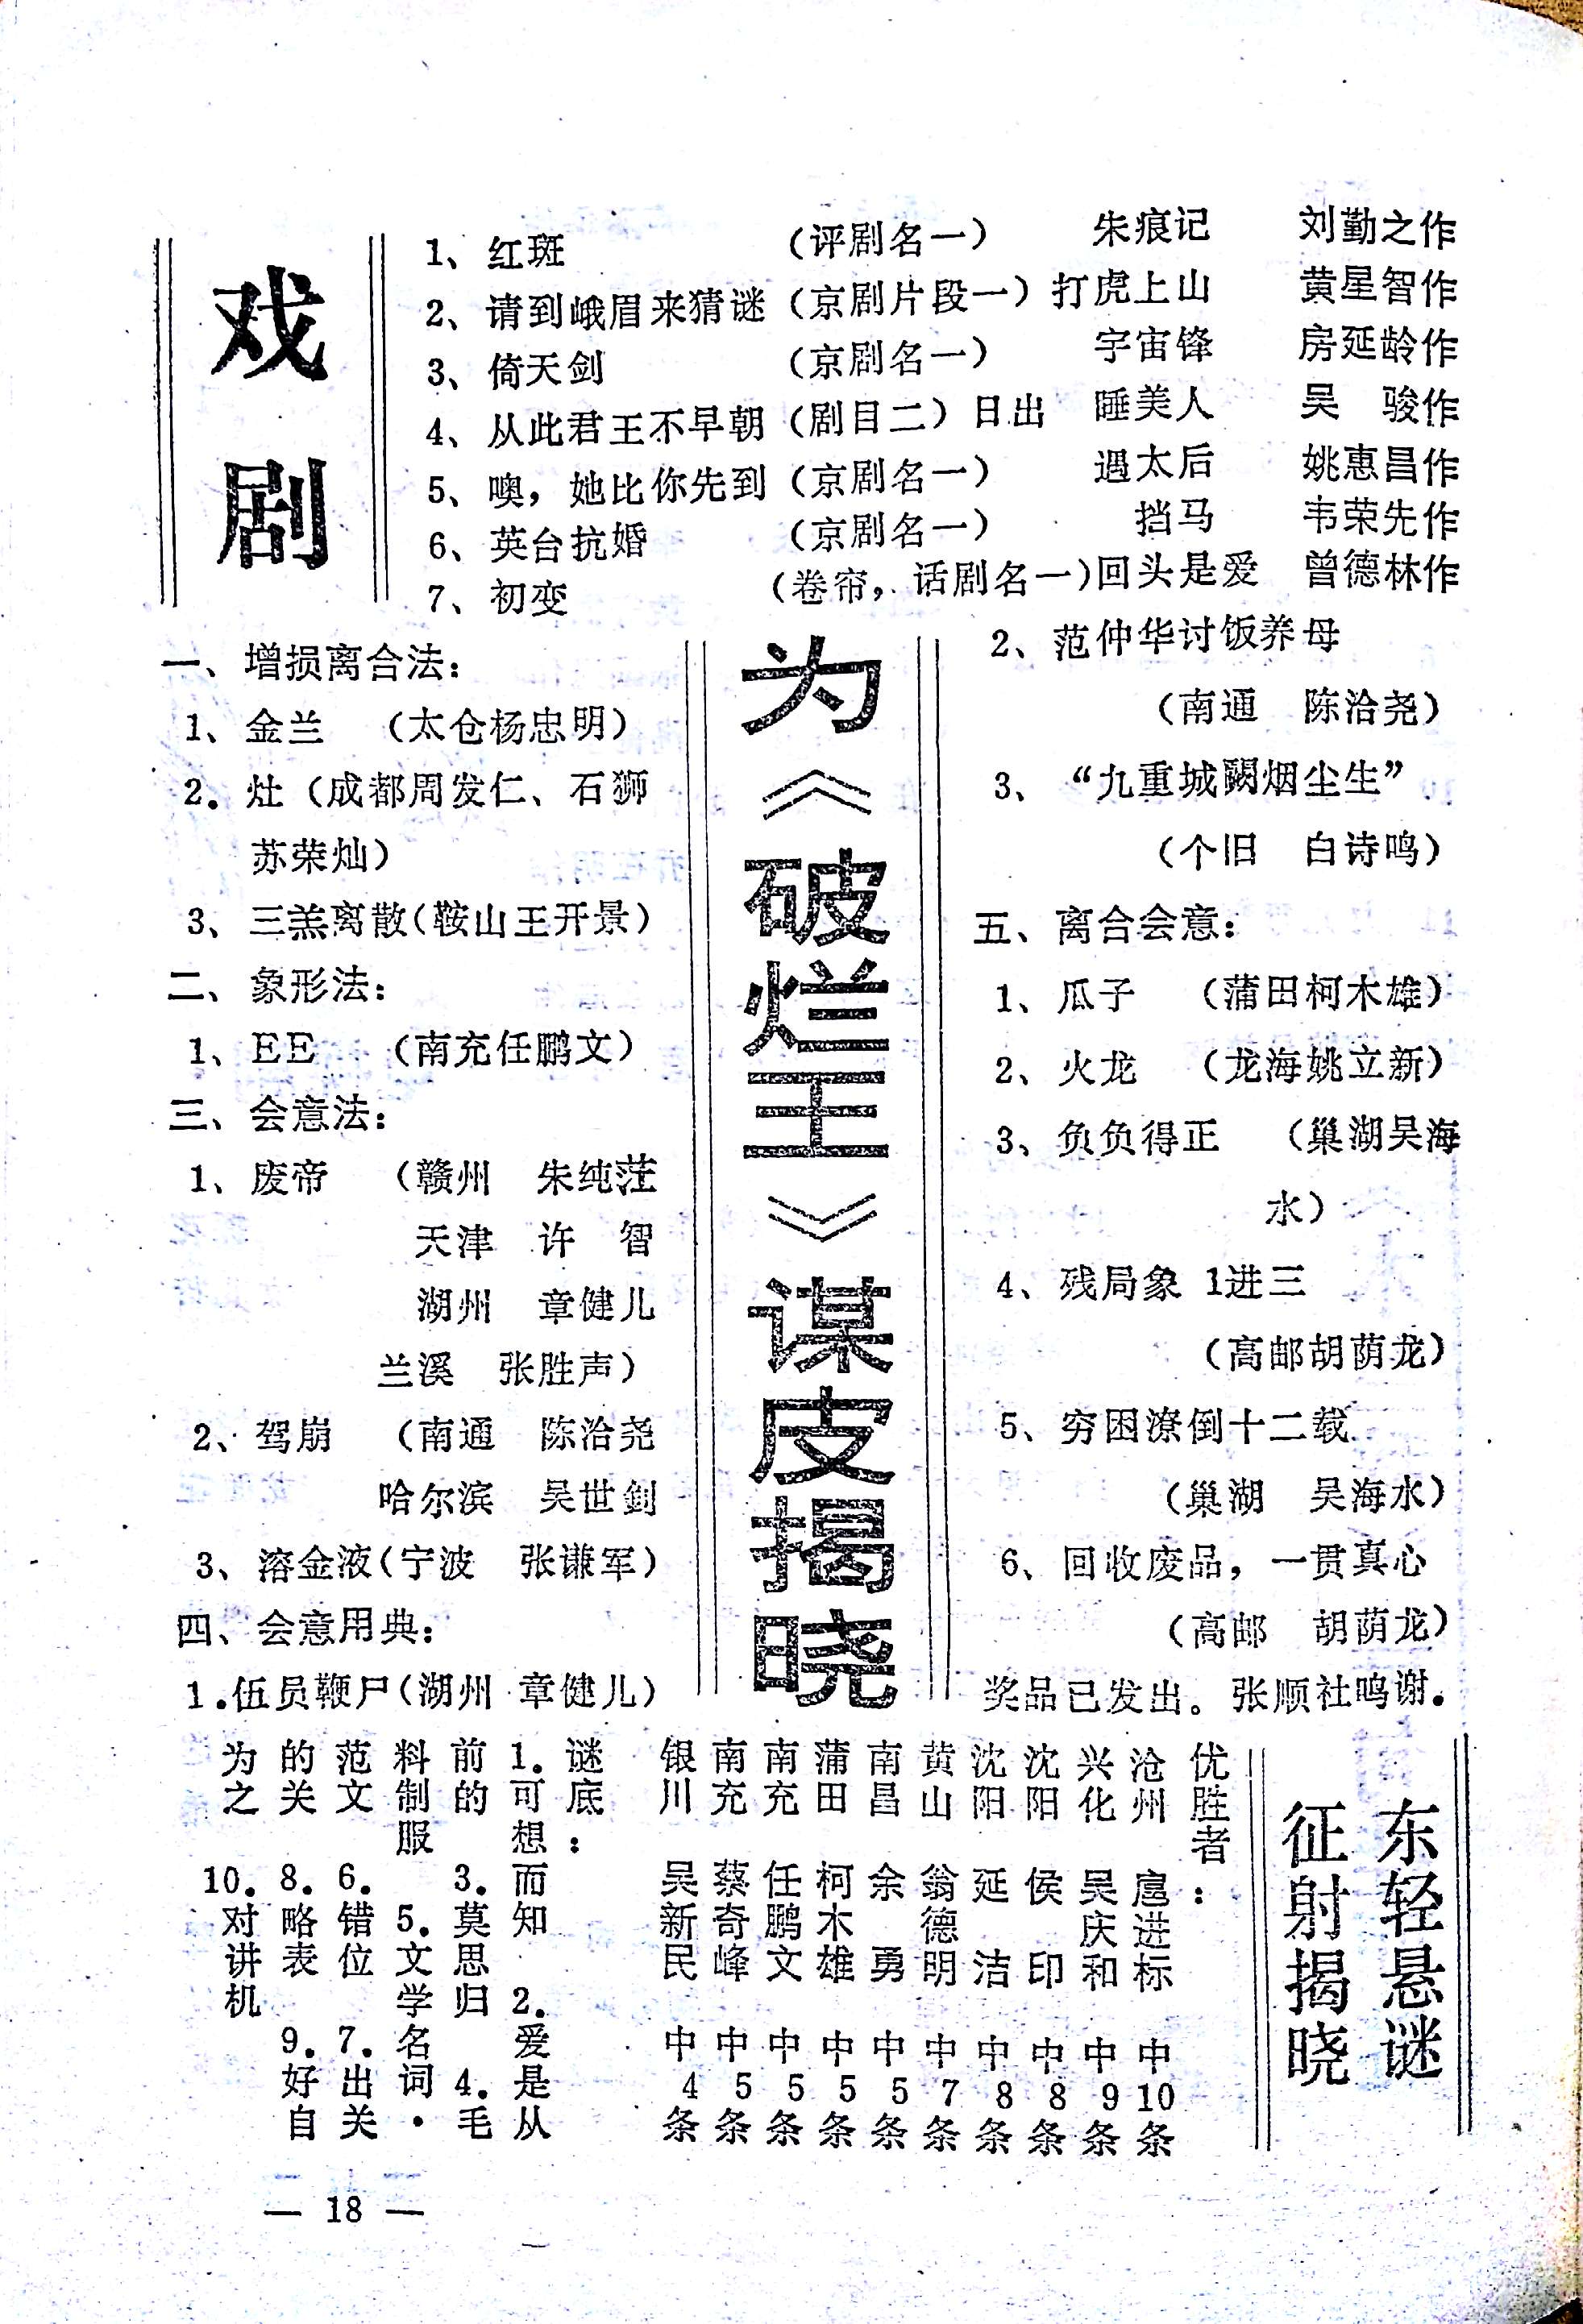 戏剧
1、红斑 （评剧名一） 朱痕记 刘勤之作
2、请到峨眉来猜谜（京剧片段一）打虎上山 黄星智作
3、倚天剑 （京剧名一） 宇宙锋 房延龄作
4、从此君王不早朝（剧目二）日出 睡美人 吴 骏作
5、噢，她比你先到（京剧名一） 遇太后 姚惠昌作
6、英台抗婚 （京剧名一） 挡马 韦荣先作
7、初变 （卷帘，话剧名一）回头是爱 曾德林作
为《破烂王》谋皮揭晓
一、增损离合法：
1、金兰 （太仓杨忠明）
2．灶（成都周发仁、石狮
苏荣灿）
3、三羔离散（鞍山王开景）
二、象形法：
1、EE （南充任鹏文）
三、会意法：
1、废帝 （赣州 朱纯茳
天津 许 智
湖州 章健儿
兰溪 张胜声）
2、驾崩 （南通 陈洽尧
哈尔滨 吴世剑
3、溶金液（宁波 张谦军）
四、会意用典：
1．伍员鞭尸（湖州 章健儿）
2、范仲华讨饭养母
（南通 陈洽尧）
3、“九重城阙烟尘生”
（个旧 白诗鸣）
五、离合会意：
1、瓜子 （蒲田柯木雄）
2、火龙 （龙海姚立新）
3、负负得正 （巢湖吴海
水）
4、残局象 1进三
（高邮胡荫龙）
5、穷困潦倒十二载
（巢湖 吴海水）
6、回收废品，一贯真心
（高邮 胡荫龙）
奖品已发出。张顺社鸣谢。
东轻悬谜
征射揭晓
优胜者：
沧州 扈进标 中10条
兴化 吴庆和 中9条
沈阳 侯 印 中8条
沈阳 延 洁 中8条
黄山 翁德明 中7条
南昌 余 勇 中5条
蒲田 柯木雄 中5条
南充 任鹏文 中5条
南充 蔡奇峰 中5条
银川 吴新民 中4条
谜底：
1．可想而知 2．爱是从
前的 3．莫思归 4．毛
料制服 5．文学名词·
范文 6．错位 7．出关
的关 8．略表 9．好自
为之 10．对讲机
— 18 —